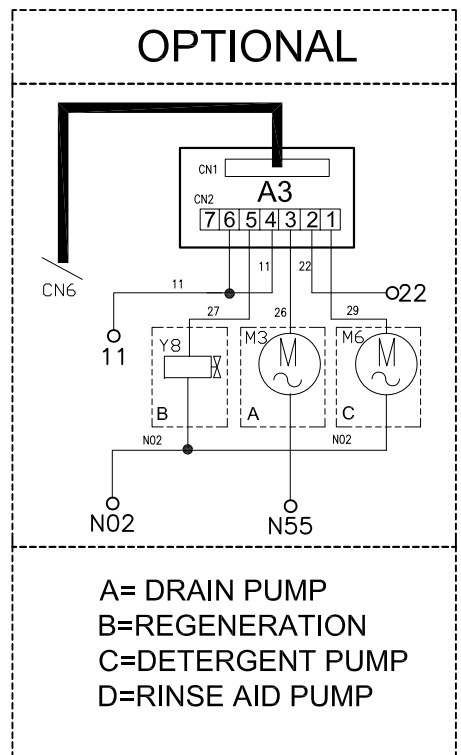 OPTIONAL
CN1
A3
CN2
7 6 5 4 3 2 1
CN6
11
11
22
22
11
27
26
29
Y8
M3
M
M6
M
B
A
C
N02
N02
N02
N55
A= DRAIN PUMP
B=REGENERATION
C=DETERGENT PUMP
D=RINSE AID PUMP